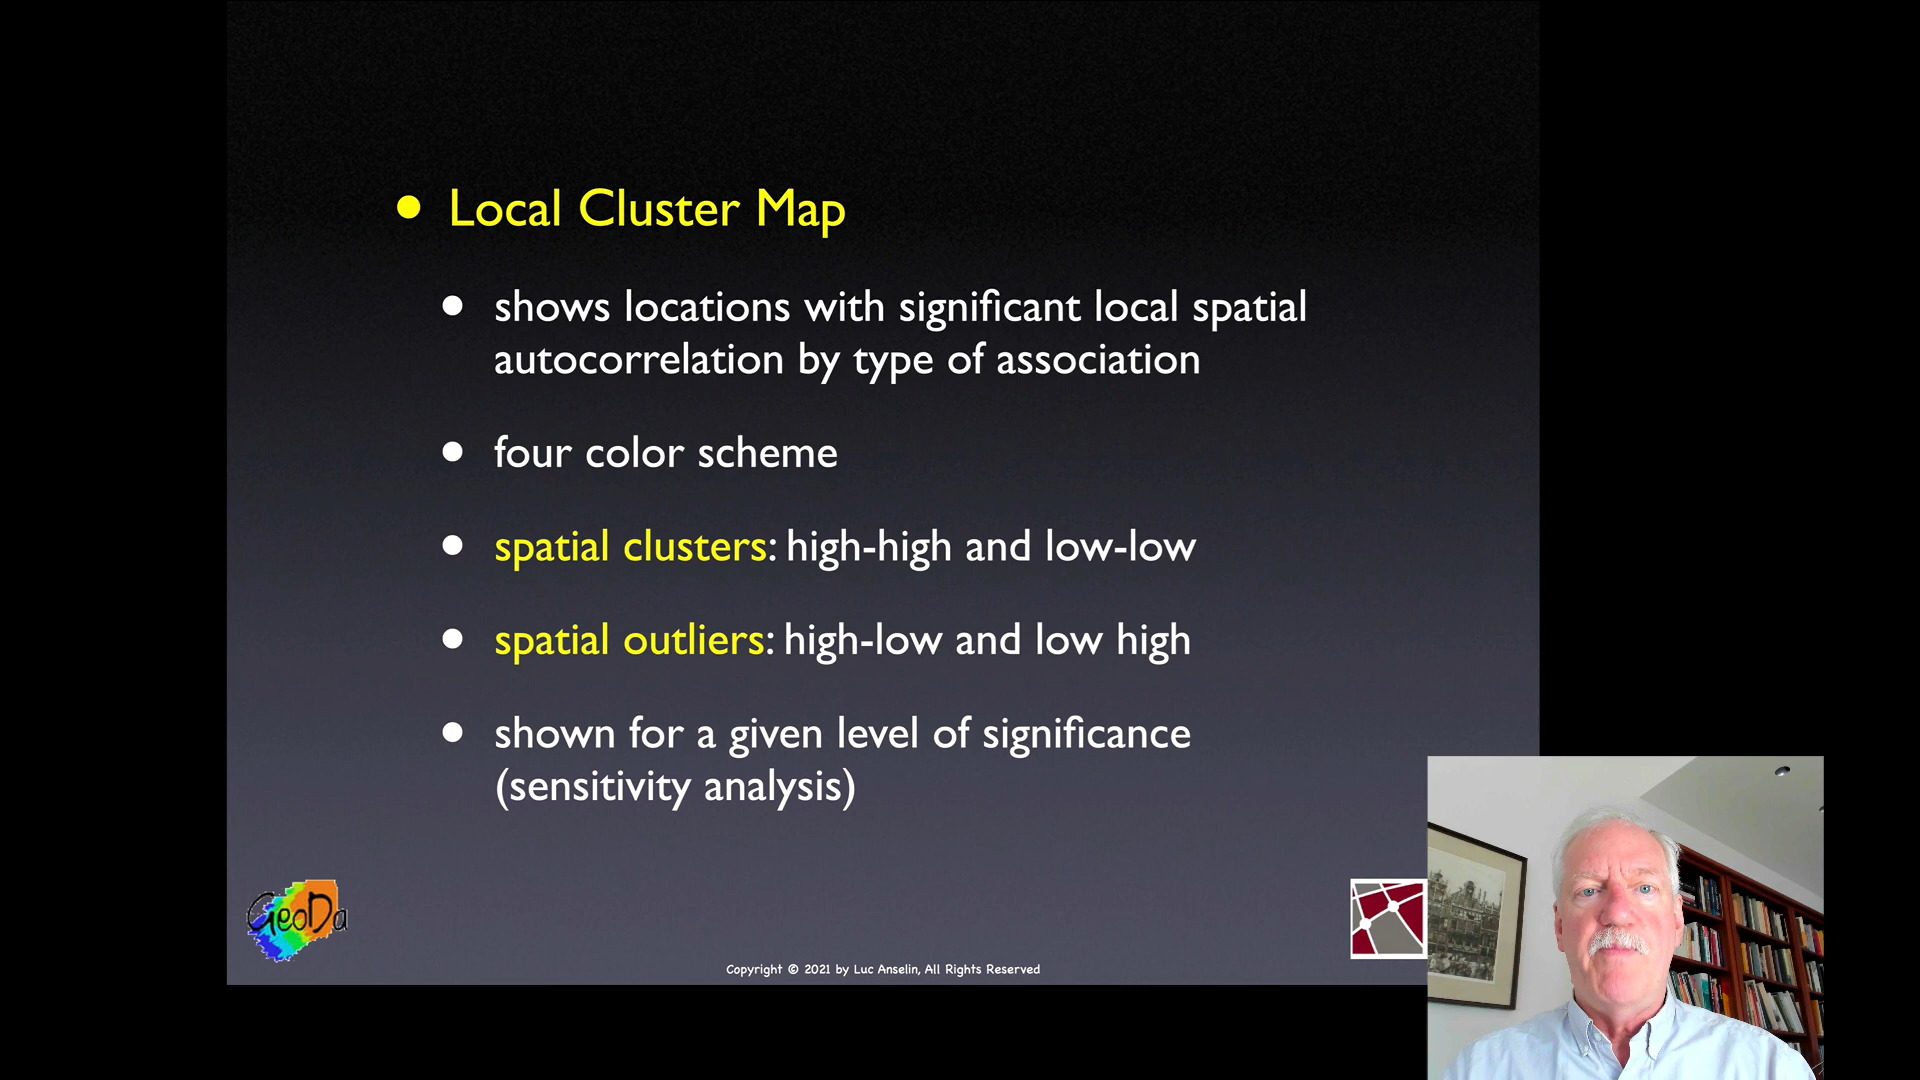 • Local Cluster Map
• shows locations with significant local spatial
autocorrelation by type of association
• four color scheme
• spatial clusters: high-high and low-low
• spatial outliers: high-low and low high
• shown for a given level of significance
(sensitivity analysis)
GeoDa
Copyright © 2021 by Luc Anselin, All Rights Reserved